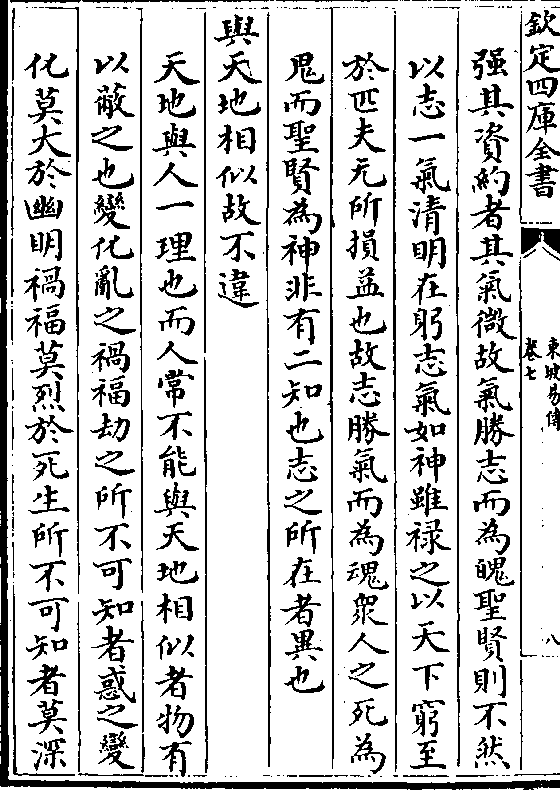 欽定四庫全書
東坡易傳
卷七
八
强其資約者其氣微故氣勝志而為魄聖賢則不然
以志一氣清明在躬志氣如神雖禄之以天下窮至
於匹夫无所損益也故志勝氣而為魂衆人之死為
鬼而聖賢為神非有二知也志之所在者異也
與天地相似故不違
天地與人一理也而人常不能與天地相似者物有
以蔽之也變化亂之禍福劫之所不可知者惑之變
化莫大於幽明禍福莫烈於死生所不可知者莫深